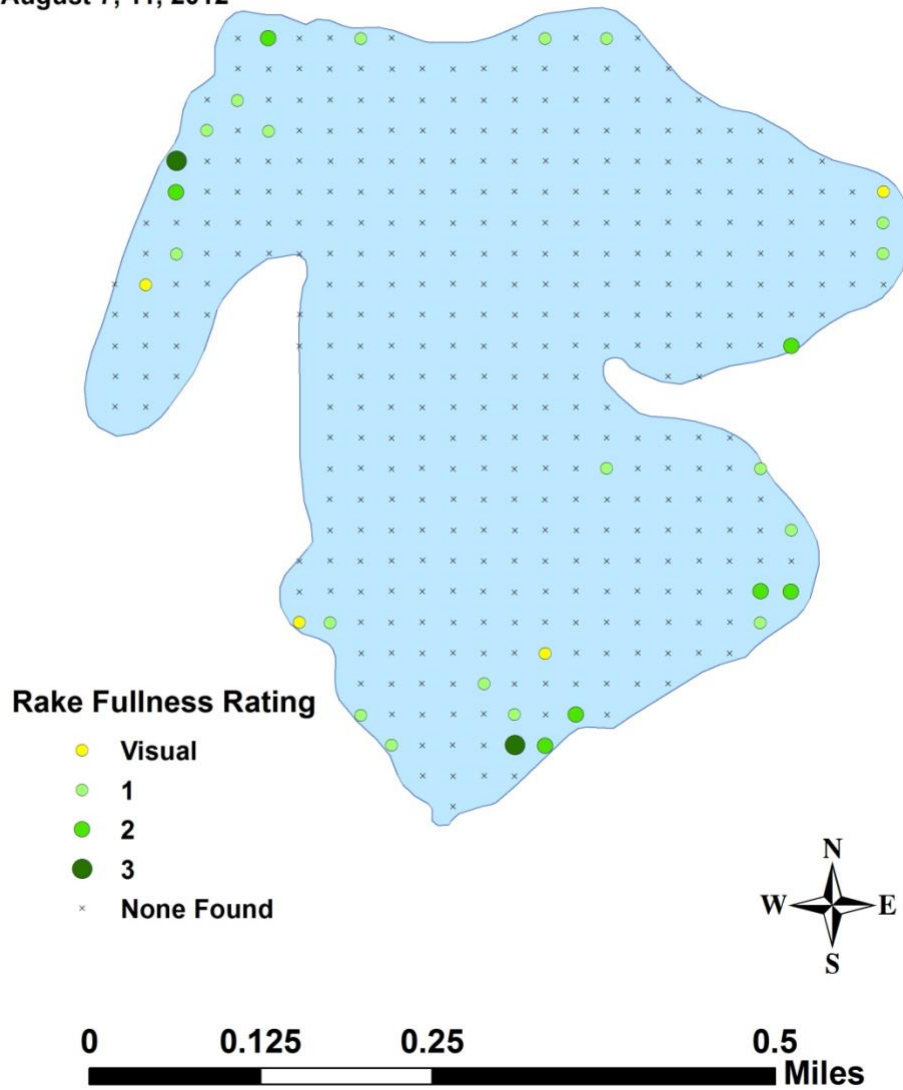 August 7, 11, 2012
Rake Fullness Rating
Visual
1
2
3
None Found
N
W E
S
0 0.125 0.25 0.5
Miles